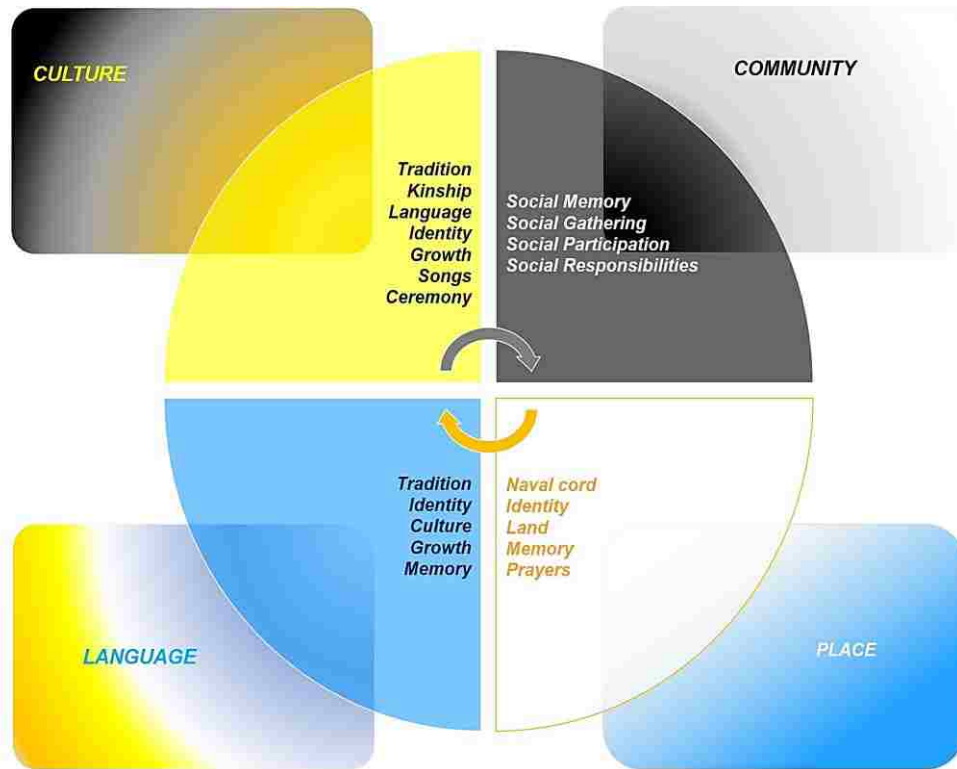 CULTURE
Tradition
Kinship
Language
Identity
Growth
Songs
Ceremony
COMMUNITY
Social Memory
Social Gathering
Social Participation
Social Responsibilities
LANGUAGE
Tradition
Identity
Culture
Growth
Memory
PLACE
Naval cord
Identity
Land
Memory
Prayers